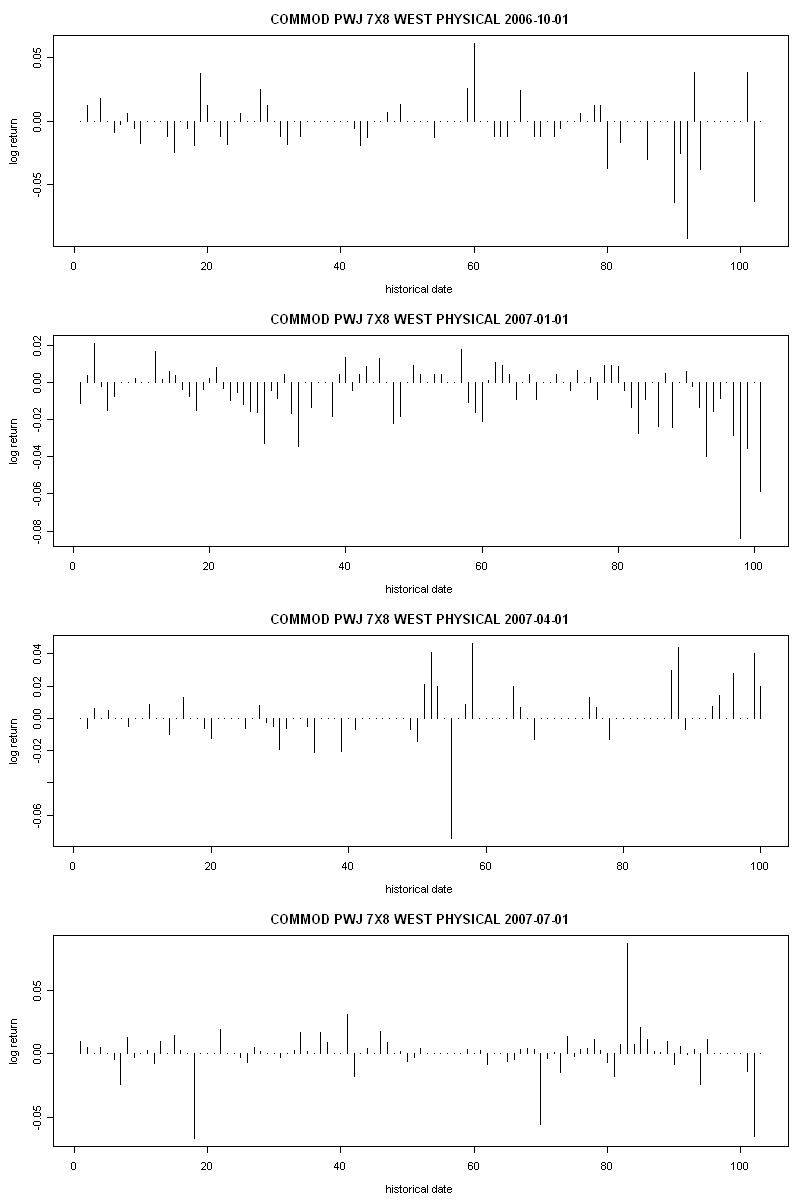 COMMOD PWJ 7X8 WEST PHYSICAL 2006-10-01
log return
0.05
0.00
-0.05
0 20 40 60 80 100
historical date
COMMOD PWJ 7X8 WEST PHYSICAL 2007-01-01
log return
0.02
0.00
-0.02
-0.04
-0.06
-0.08
0 20 40 60 80 100
historical date
COMMOD PWJ 7X8 WEST PHYSICAL 2007-04-01
log return
0.04
0.02
0.00
-0.02
-0.06
0 20 40 60 80 100
historical date
COMMOD PWJ 7X8 WEST PHYSICAL 2007-07-01
log return
0.05
0.00
-0.05
0 20 40 60 80 100
historical date